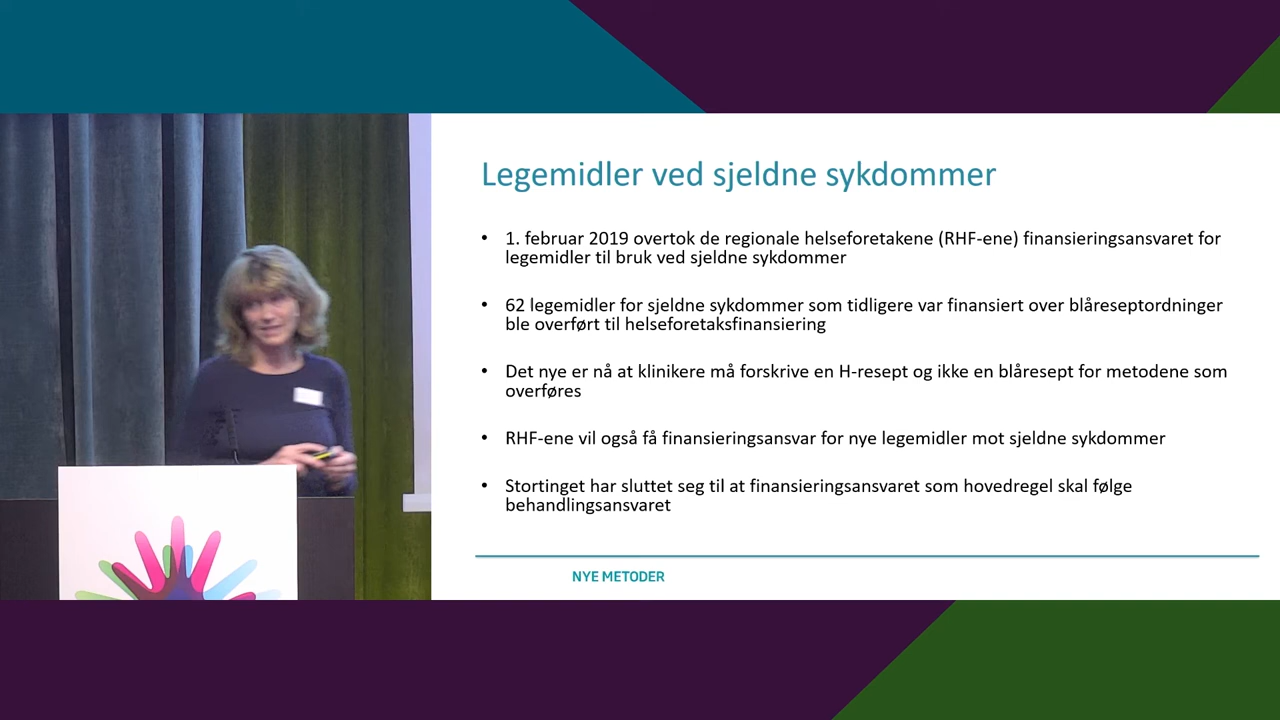 Legemidler ved sjeldne sykdommer
• 1. februar 2019 overtok de regionale helseforetakene (RHF-ene) finansieringsansvaret for
legemidler til bruk ved sjeldne sykdommer
• 62 legemidler for sjeldne sykdommer som tidligere var finansiert over blåreseptordninger
ble overført til helseforetaksfinansiering
• Det nye er nå at klinikere må forskrive en H-resept og ikke en blåresept for metodene som
overføres
• RHF-ene vil også få finansieringsansvar for nye legemidler mot sjeldne sykdommer
• Stortinget har sluttet seg til at finansieringsansvaret som hovedregel skal følge
behandlingsansvaret
NYE METODER